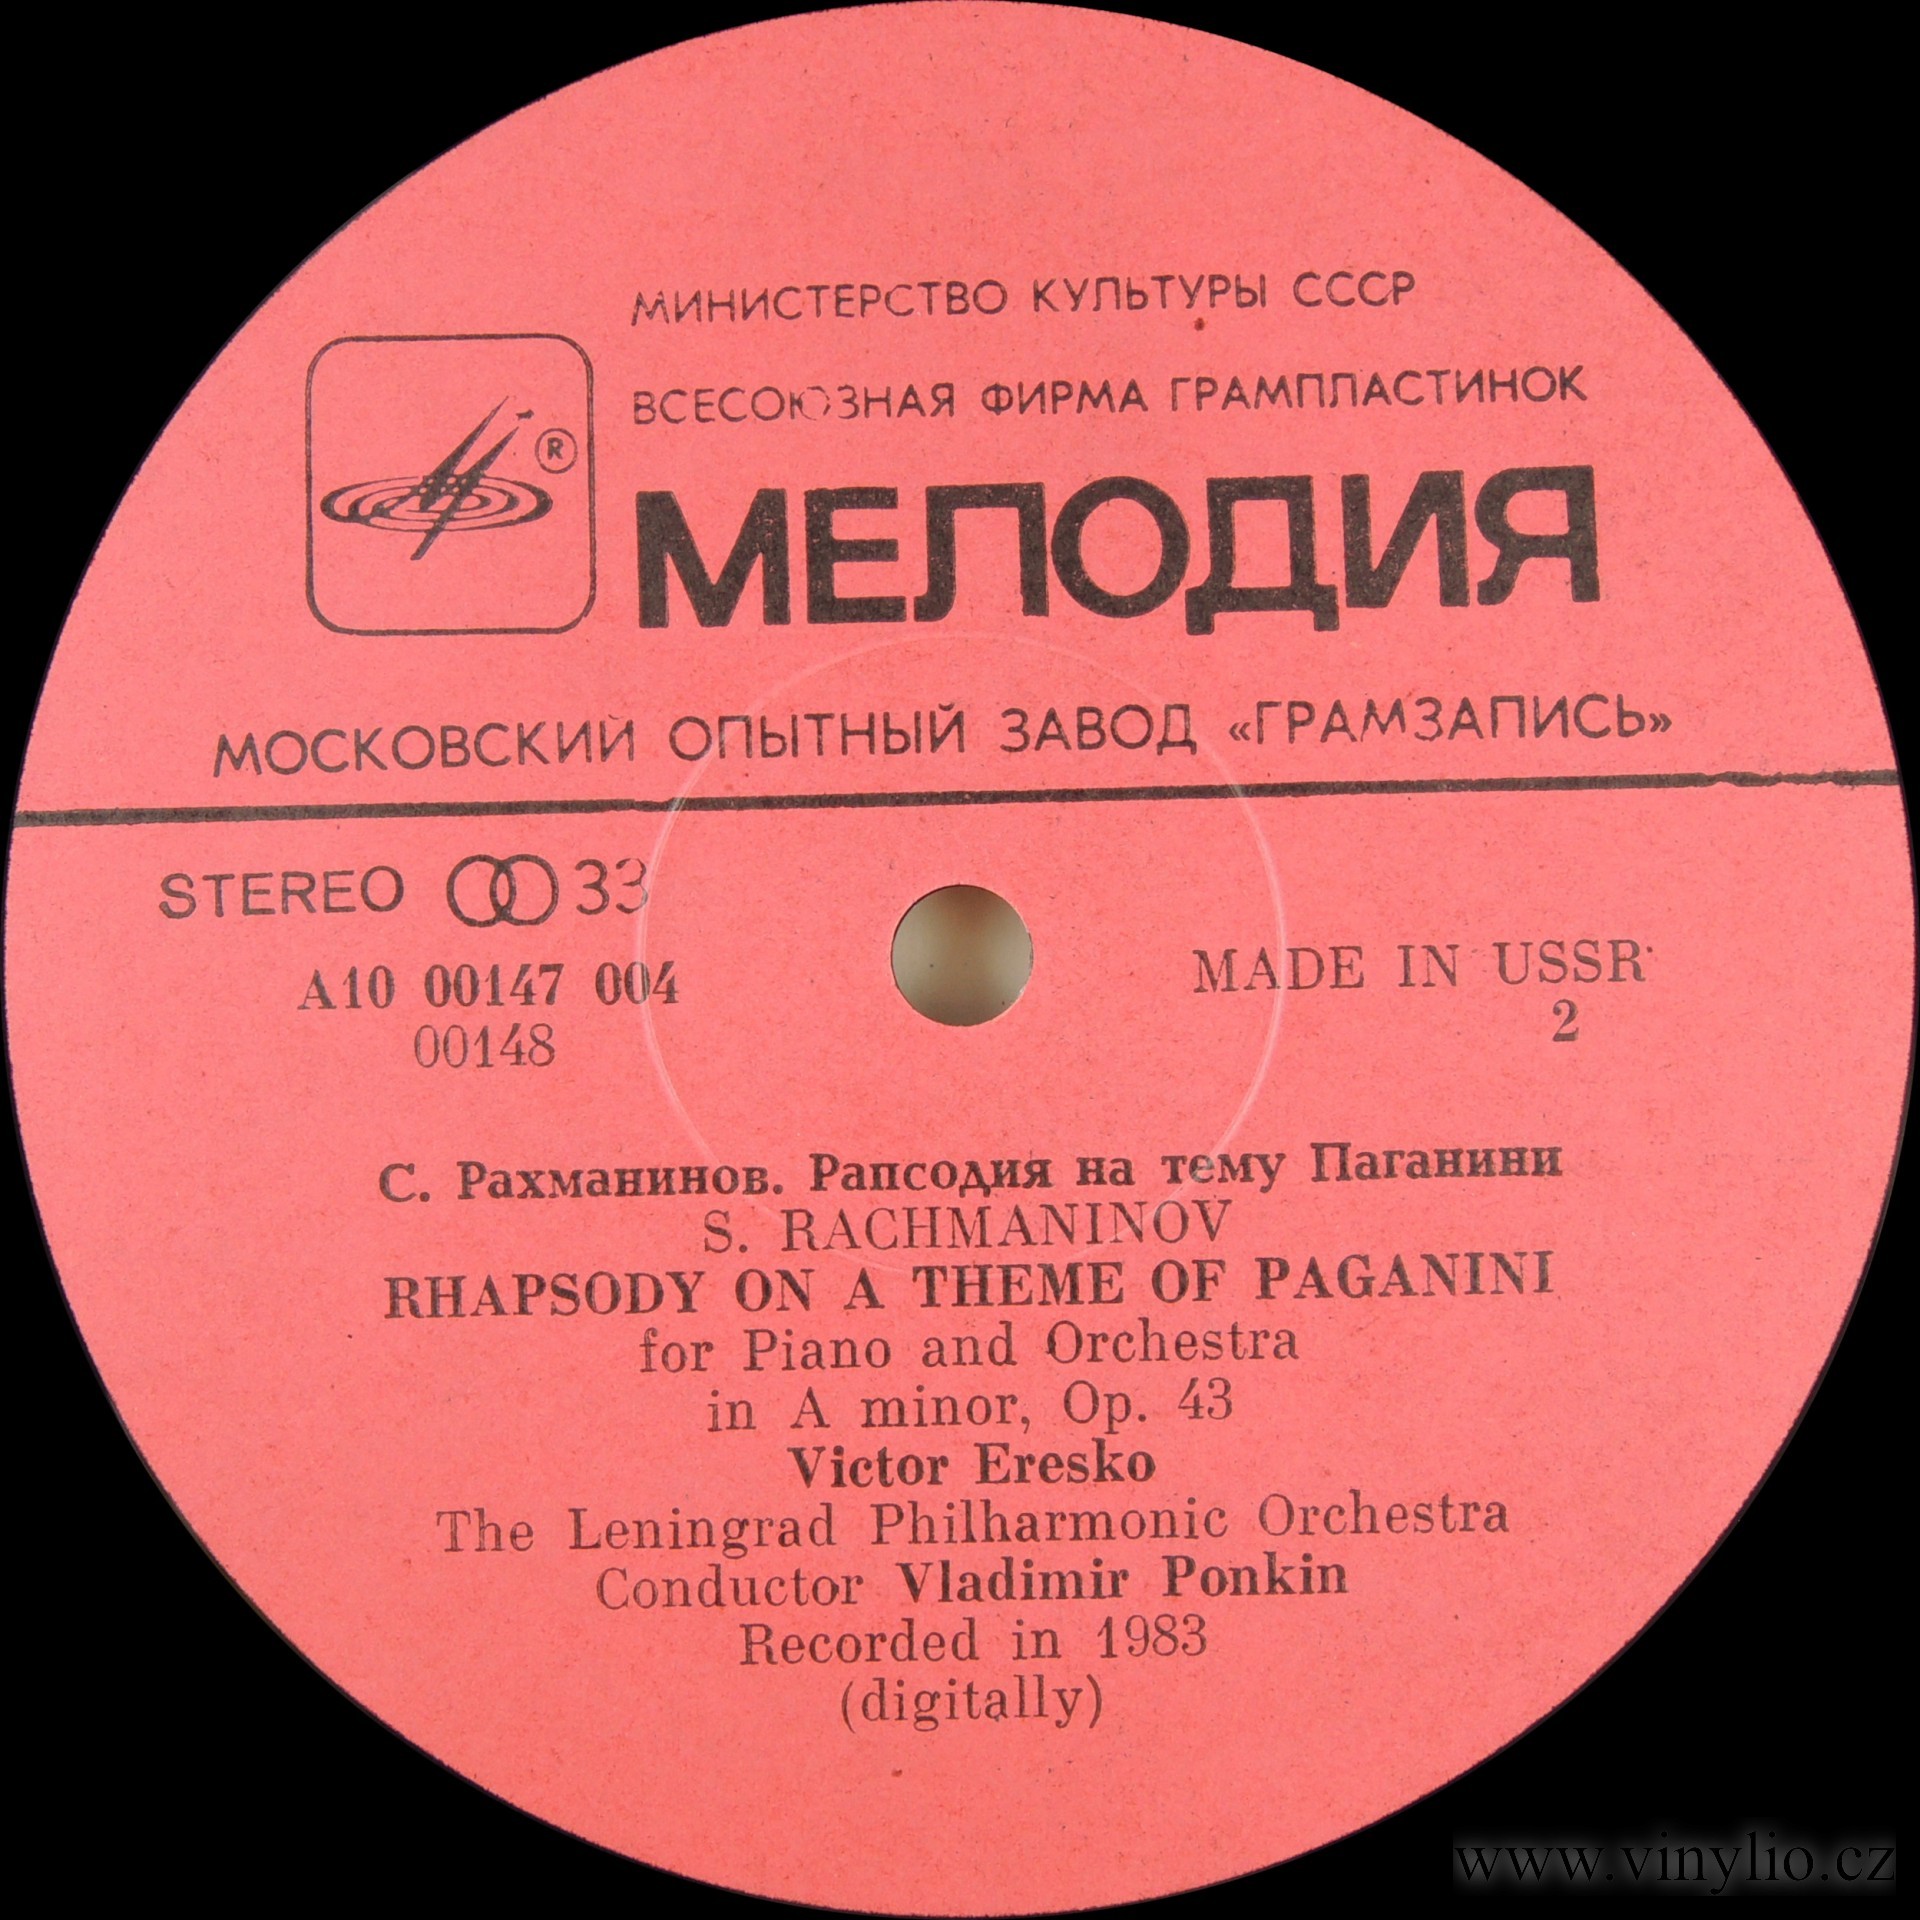 МИНИСТЕРСТВО КУЛЬТУРЫ СССР
ВСЕСОЮЗНАЯ ФИРМА ГРАМПЛАСТИНОК
®
МЕЛОДИЯ
МОСКОВСКИЙ ОПЫТНЫЙ ЗАВОД «ГРАМЗАПИСЬ»
STEREO 33
A10 00147 004
00148
MADE IN USSR
2
С. Рахманинов. Рапсодия на тему Паганини
S. RACHMANINOV
RHAPSODY ON A THEME OF PAGANINI
for Piano and Orchestra
in A minor, Op. 43
Victor Eresko
The Leningrad Philharmonic Orchestra
Conductor Vladimir Ponkin
Recorded in 1983
(digitally)
www.vinylio.cz